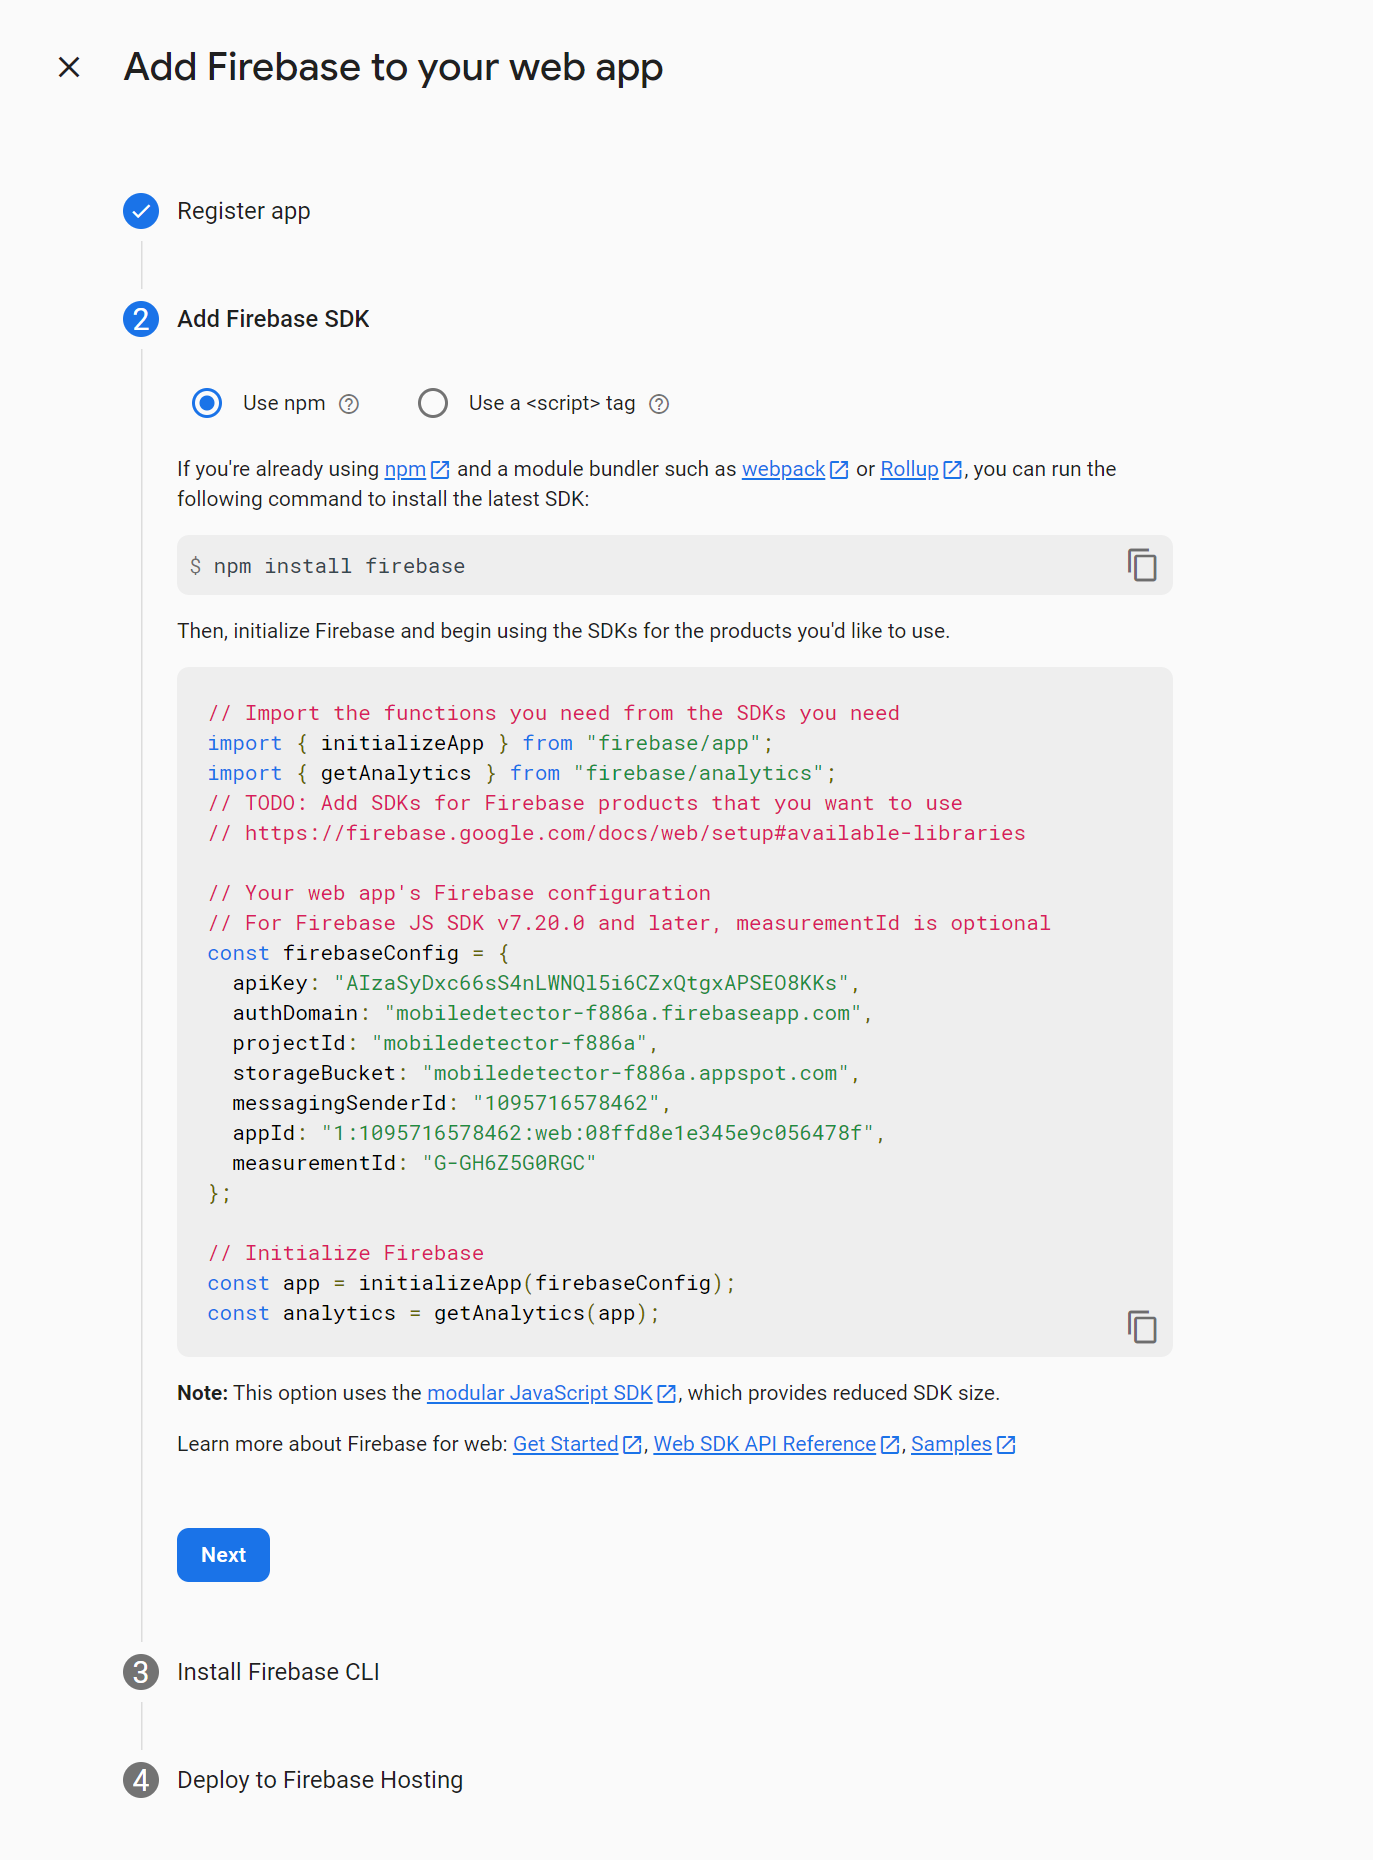 Add Firebase to your web app
Register app
2 Add Firebase SDK
Use npm Use a <script> tag
If you're already using npm and a module bundler such as webpack or Rollup, you can run the
following command to install the latest SDK:
$ npm install firebase
Then, initialize Firebase and begin using the SDKs for the products you'd like to use.
// Import the functions you need from the SDKs you need
import { initializeApp } from "firebase/app";
import { getAnalytics } from "firebase/analytics";
// TODO: Add SDKs for Firebase products that you want to use
// https://firebase.google.com/docs/web/setup#available-libraries
// Your web app's Firebase configuration
// For Firebase JS SDK v7.20.0 and later, measurementId is optional
const firebaseConfig = {
  apiKey: "AIzaSyDxc66sS4nLWNQl5i6CZxQtgxAPSEO8KKs",
  authDomain: "mobiledetector-f886a.firebaseapp.com",
  projectId: "mobiledetector-f886a",
  storageBucket: "mobiledetector-f886a.appspot.com",
  messagingSenderId: "1095716578462",
  appId: "1:1095716578462:web:08ffd8e1e345e9c056478f",
  measurementId: "G-GH6Z5G0RGC"
};
// Initialize Firebase
const app = initializeApp(firebaseConfig);
const analytics = getAnalytics(app);
Note: This option uses the modular JavaScript SDK, which provides reduced SDK size.
Learn more about Firebase for web: Get Started, Web SDK API Reference, Samples
Next
3 Install Firebase CLI
4 Deploy to Firebase Hosting